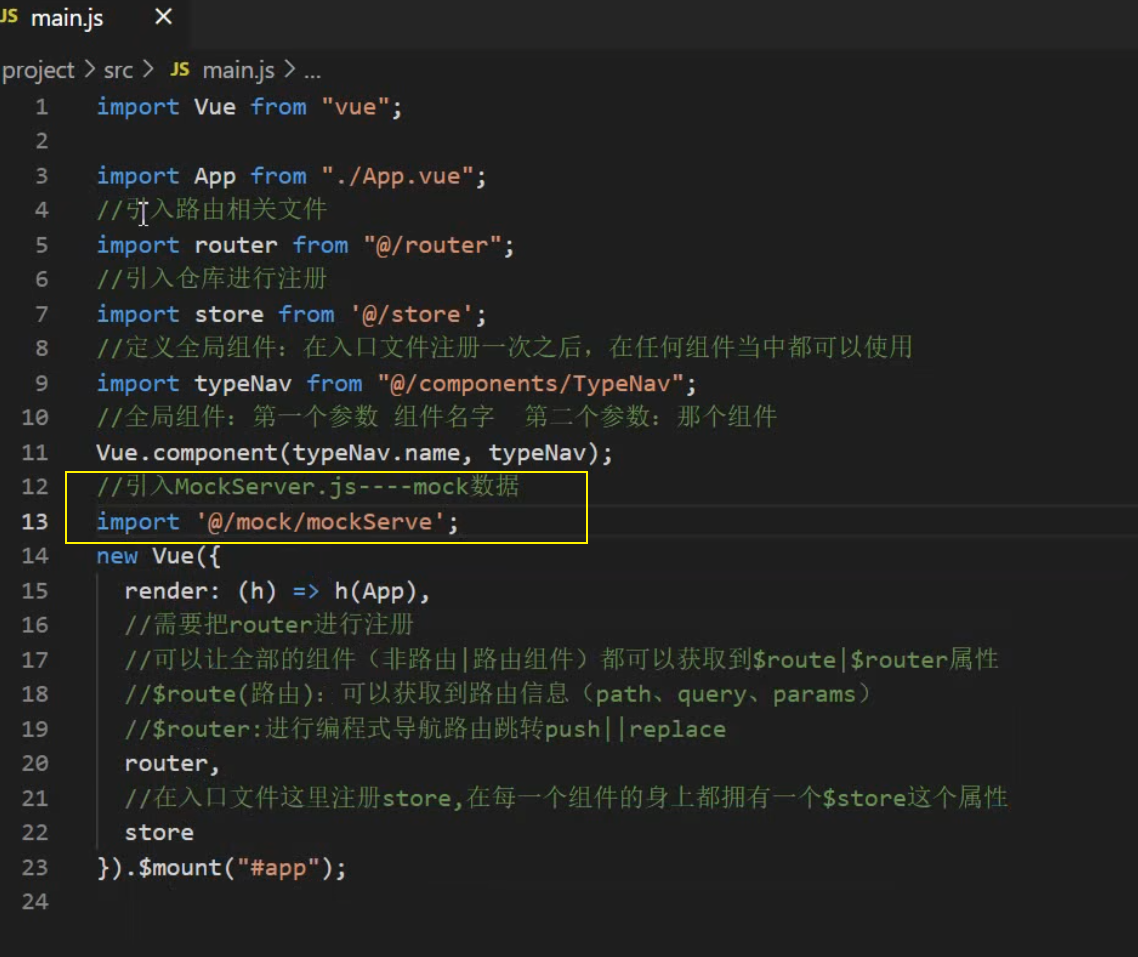 JS main.js ×
project > src > JS main.js > ...
1 import Vue from "vue";
2
3 import App from "./App.vue";
4 //引入路由相关文件
5 import router from "@/router";
6 //引入仓库进行注册
7 import store from '@/store';
8 //定义全局组件：在入口文件注册一次之后，在任何组件当中都可以使用
9 import typeNav from "@/components/TypeNav";
10 //全局组件：第一个参数 组件名字  第二个参数：那个组件
11 Vue.component(typeNav.name, typeNav);
12 //引入MockServer.js----mock数据
13 import '@/mock/mockServe';
14 new Vue({
15   render: (h) => h(App),
16   //需要把router进行注册
17   //可以让全部的组件（非路由|路由组件）都可以获取到$route|$router属性
18   //$route(路由)：可以获取到路由信息（path、query、params）
19   //$router:进行编程式导航路由跳转push||replace
20   router,
21   //在入口文件这里注册store,在每一个组件的身上都拥有一个$store这个属性
22   store
23 }).$mount("#app");
24